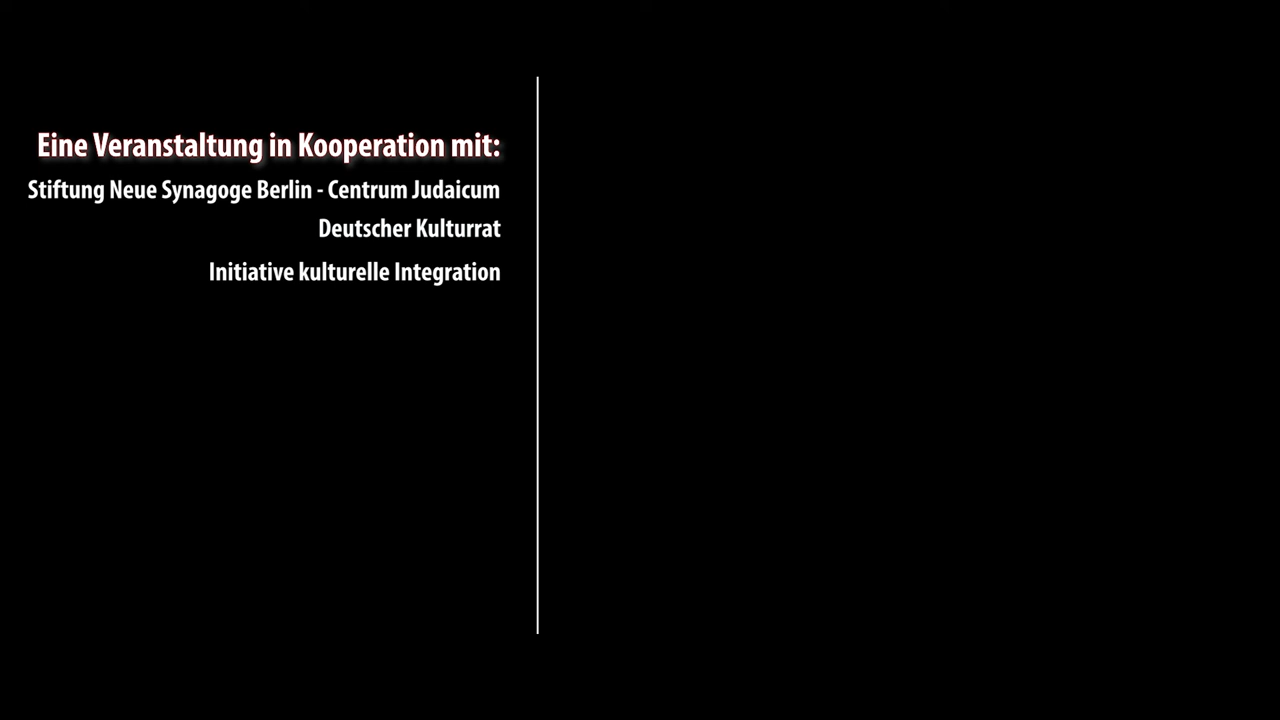 Eine Veranstaltung in Kooperation mit:
Stiftung Neue Synagoge Berlin - Centrum Judaicum
Deutscher Kulturrat
Initiative kulturelle Integration